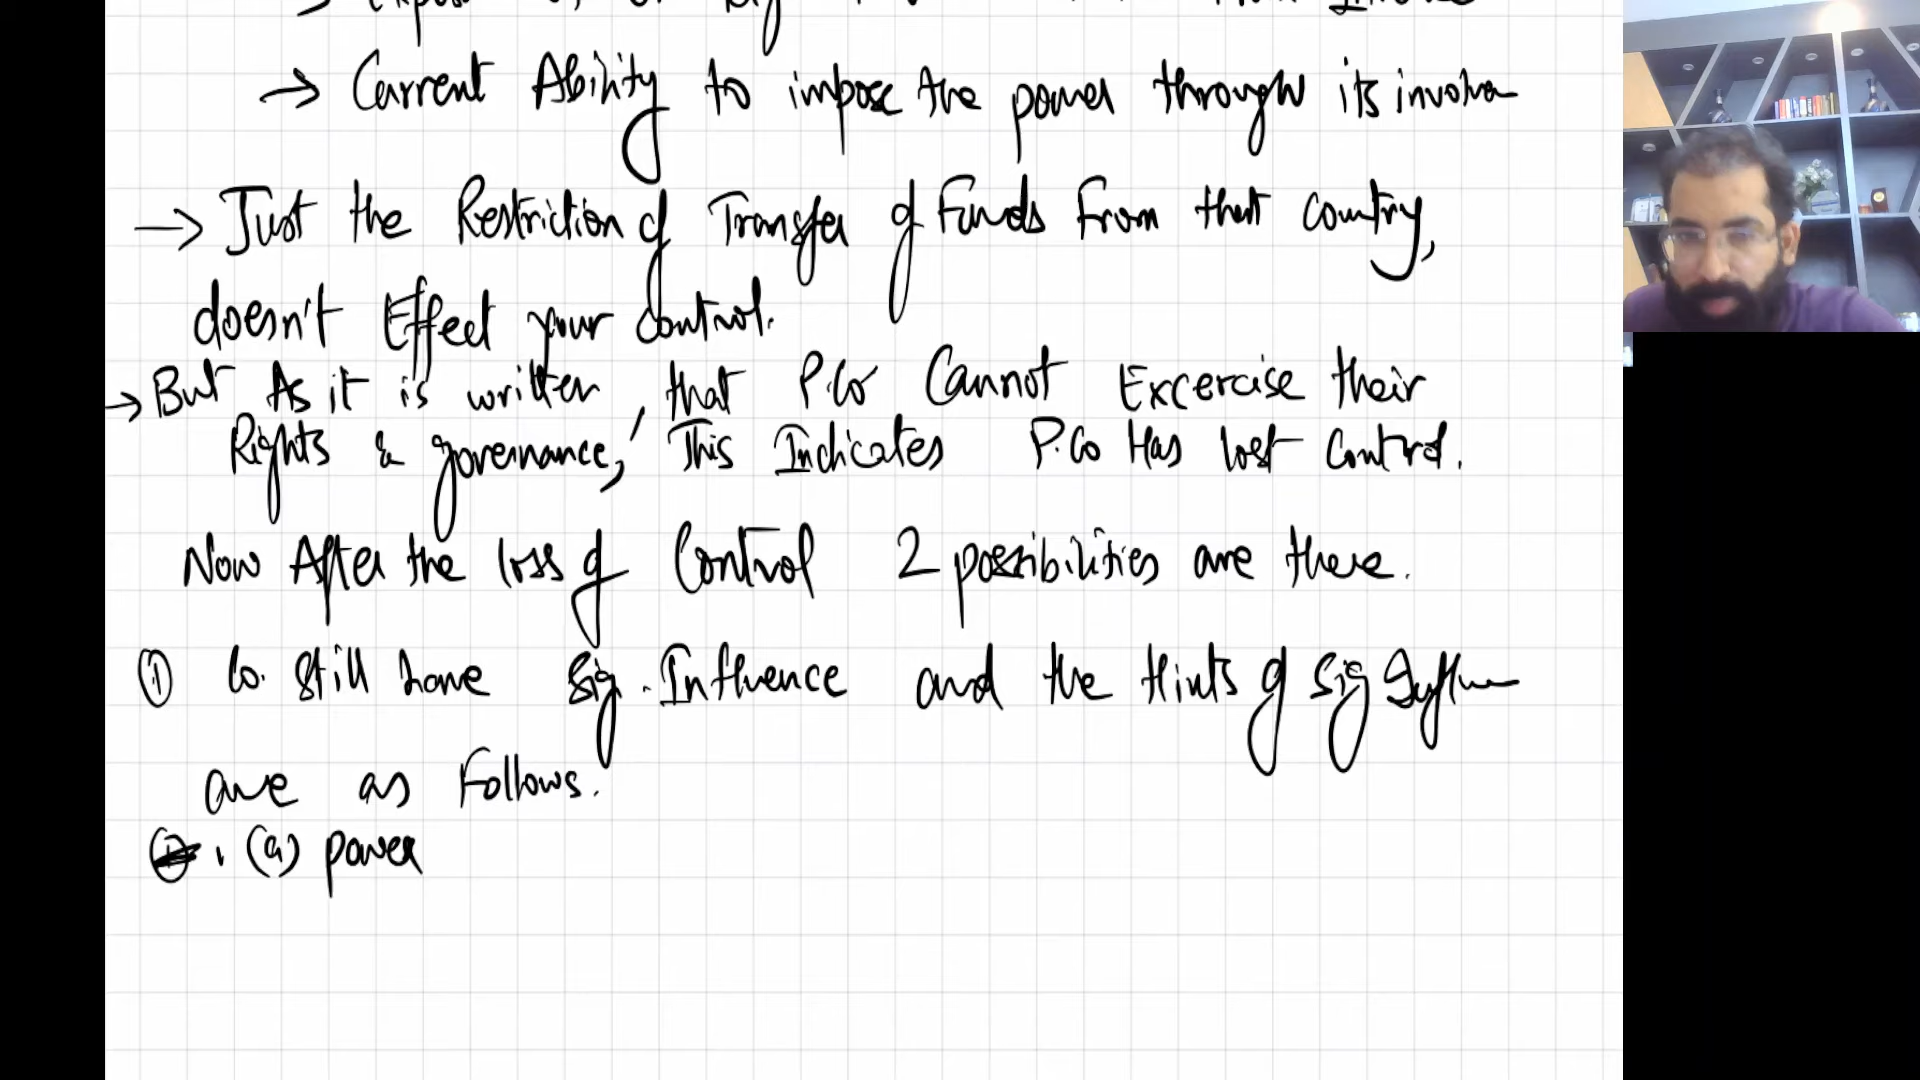 → Current Ability to impose the power through its involve
→ Just the Restriction of Transfer of Funds From that Country,
doesn't Effect your control.
→ But As it is written, that P.Co Cannot Excercise their
Rights & governance, This Indicates P.Co Has lost Control.
Now After the loss of Control 2 possibilities are there.
① Co. Still have Sig. Influence and the Hints of Sig Influe
are as Follows.
(a) power